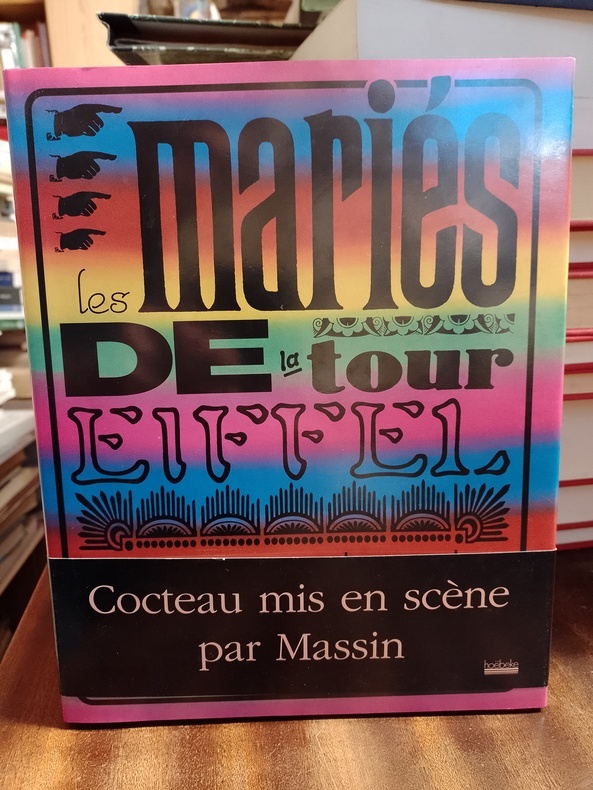 les mariés
DE la tour
EIFFEL
Cocteau mis en scène
par Massin
hoëbeke